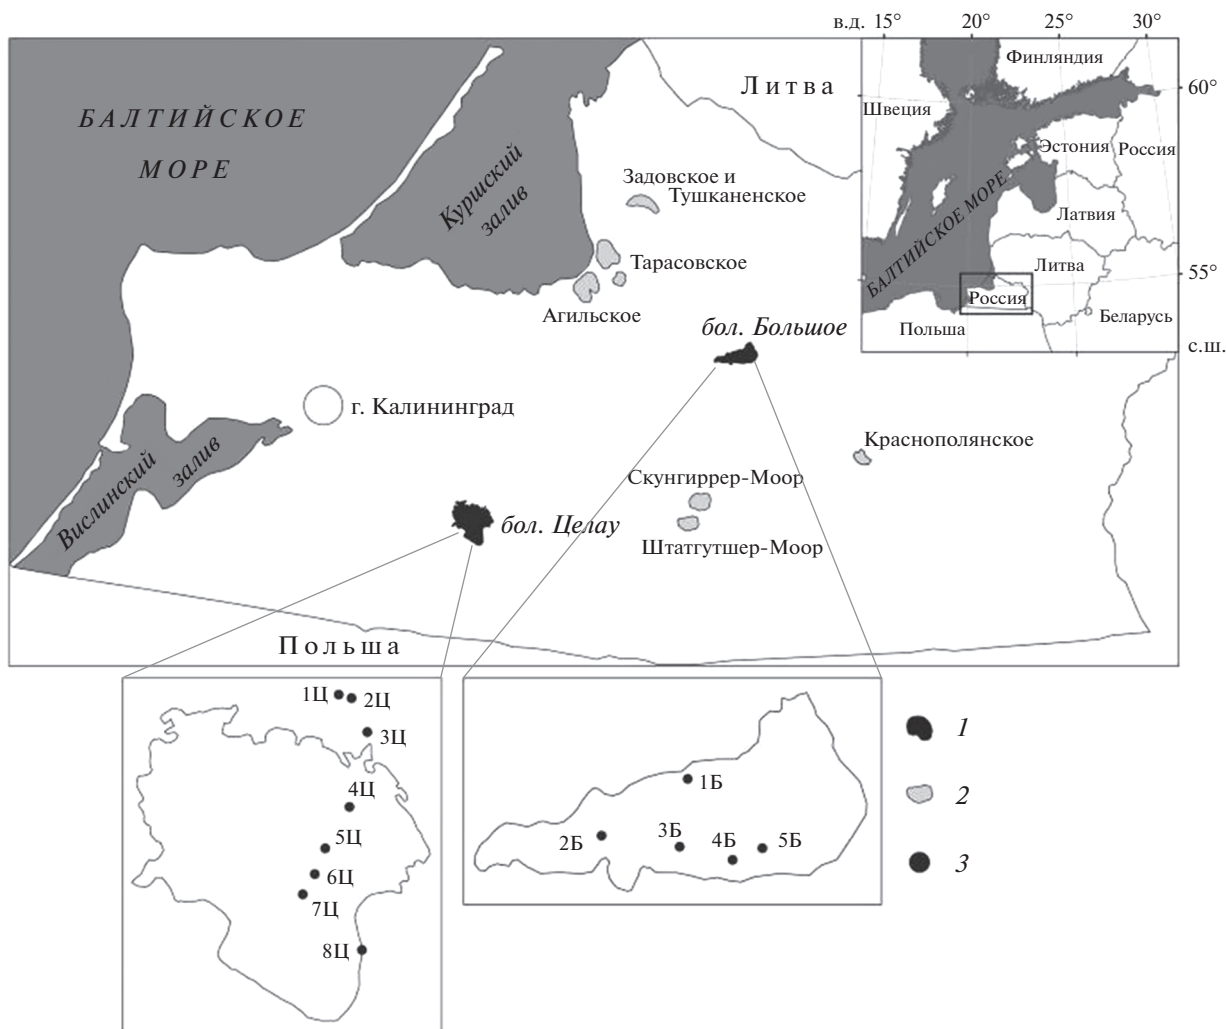 в.д. 15° 20° 25° 30°
Финляндия
60°
Швеция
Эстония
Россия
Латвия
БАЛТИЙСКОЕ МОРЕ
Литва
55°
Россия
Беларусь
Польша
с.ш.
БАЛТИЙСКОЕ
МОРЕ
Литва
Куршский
залив
Задовское и
Тушканенское
Тарасовское
Агильское
бол. Большое
г. Калининград
Вислинский
залив
Краснополянское
Скунгиррер-Моор
бол. Целау
Штатгутшер-Моор
Польша
1Ц
2Ц
3Ц
4Ц
5Ц
6Ц
7Ц
8Ц
1Б
2Б
3Б
4Б
5Б
1
2
3